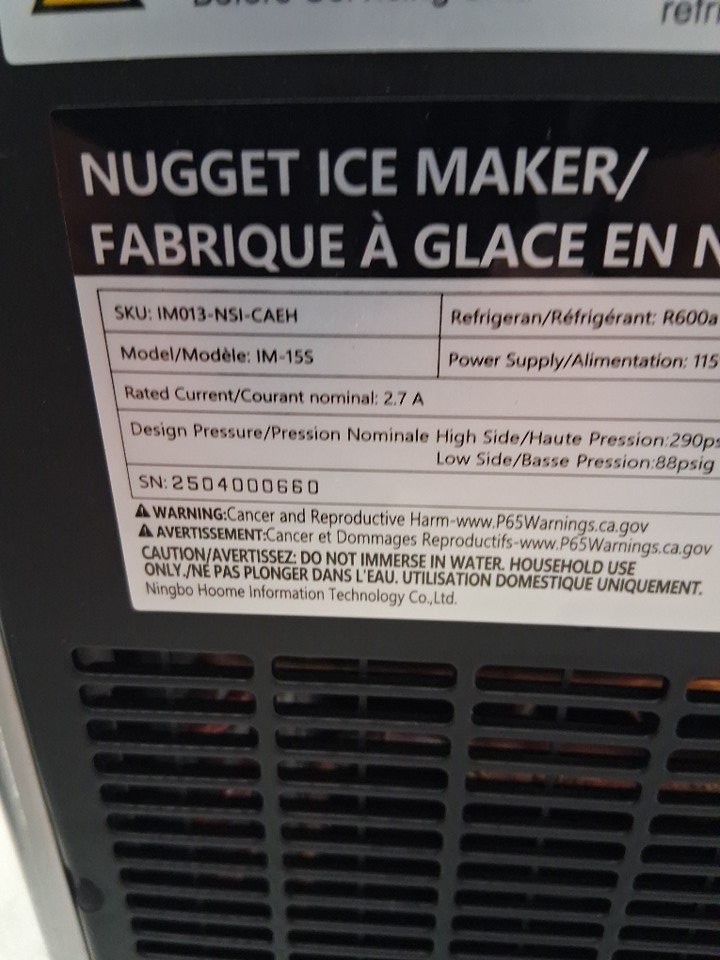 refri
NUGGET ICE MAKER/
FABRIQUE À GLACE EN N
SKU: IM013-NSI-CAEH
Refrigeran/Réfrigérant: R600a
Model/Modèle: IM-15S
Power Supply/Alimentation: 115
Rated Current/Courant nominal: 2.7 A
Design Pressure/Pression Nominale High Side/Haute Pression:290ps
Low Side/Basse Pression:88psig
SN: 2504000660
WARNING:Cancer and Reproductive Harm-www.P65Warnings.ca.gov
AVERTISSEMENT:Cancer et Dommages Reproductifs-www.P65Warnings.ca.gov
CAUTION/AVERTISSEZ: DO NOT IMMERSE IN WATER. HOUSEHOLD USE
ONLY./NE PAS PLONGER DANS L'EAU. UTILISATION DOMESTIQUE UNIQUEMENT.
Ningbo Hoome Information Technology Co.,Ltd.